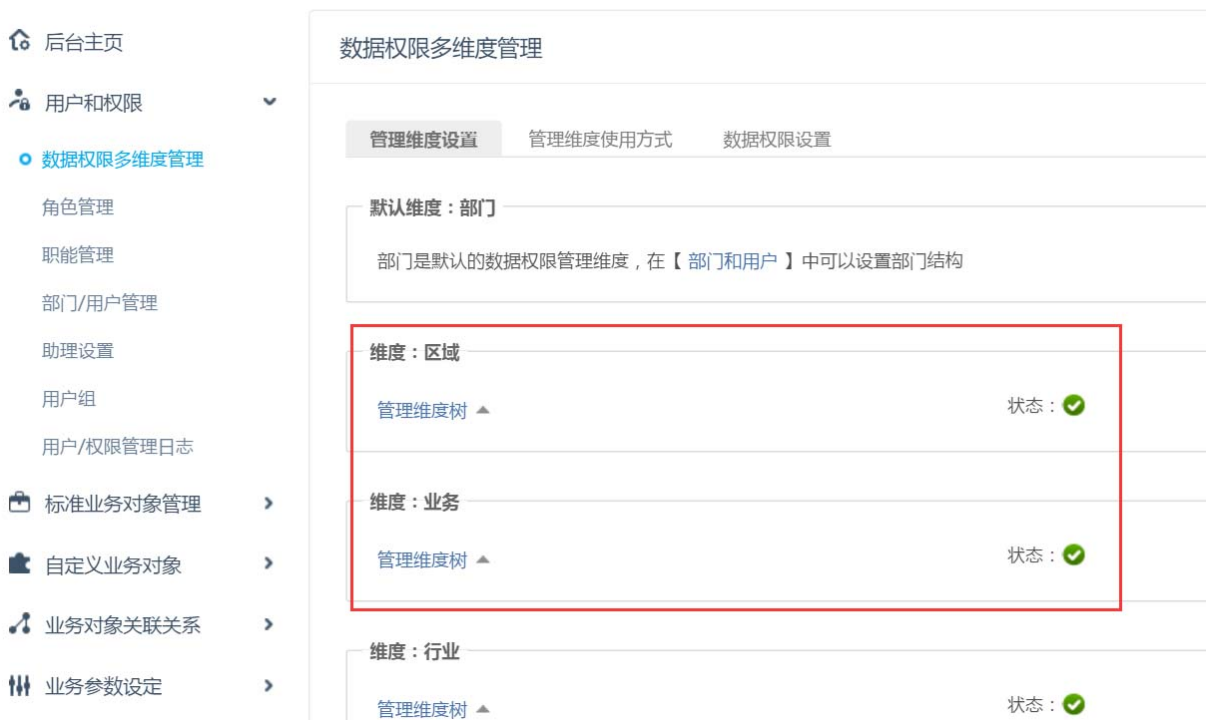 后台主页
用户和权限
数据权限多维度管理
角色管理
职能管理
部门/用户管理
助理设置
用户组
用户/权限管理日志
标准业务对象管理
自定义业务对象
业务对象关联关系
业务参数设定
数据权限多维度管理
管理维度设置 管理维度使用方式 数据权限设置
默认维度：部门
部门是默认的数据权限管理维度，在【 部门和用户 】中可以设置部门结构
维度：区域
管理维度树 状态：
维度：业务
管理维度树 状态：
维度：行业
管理维度树 状态：